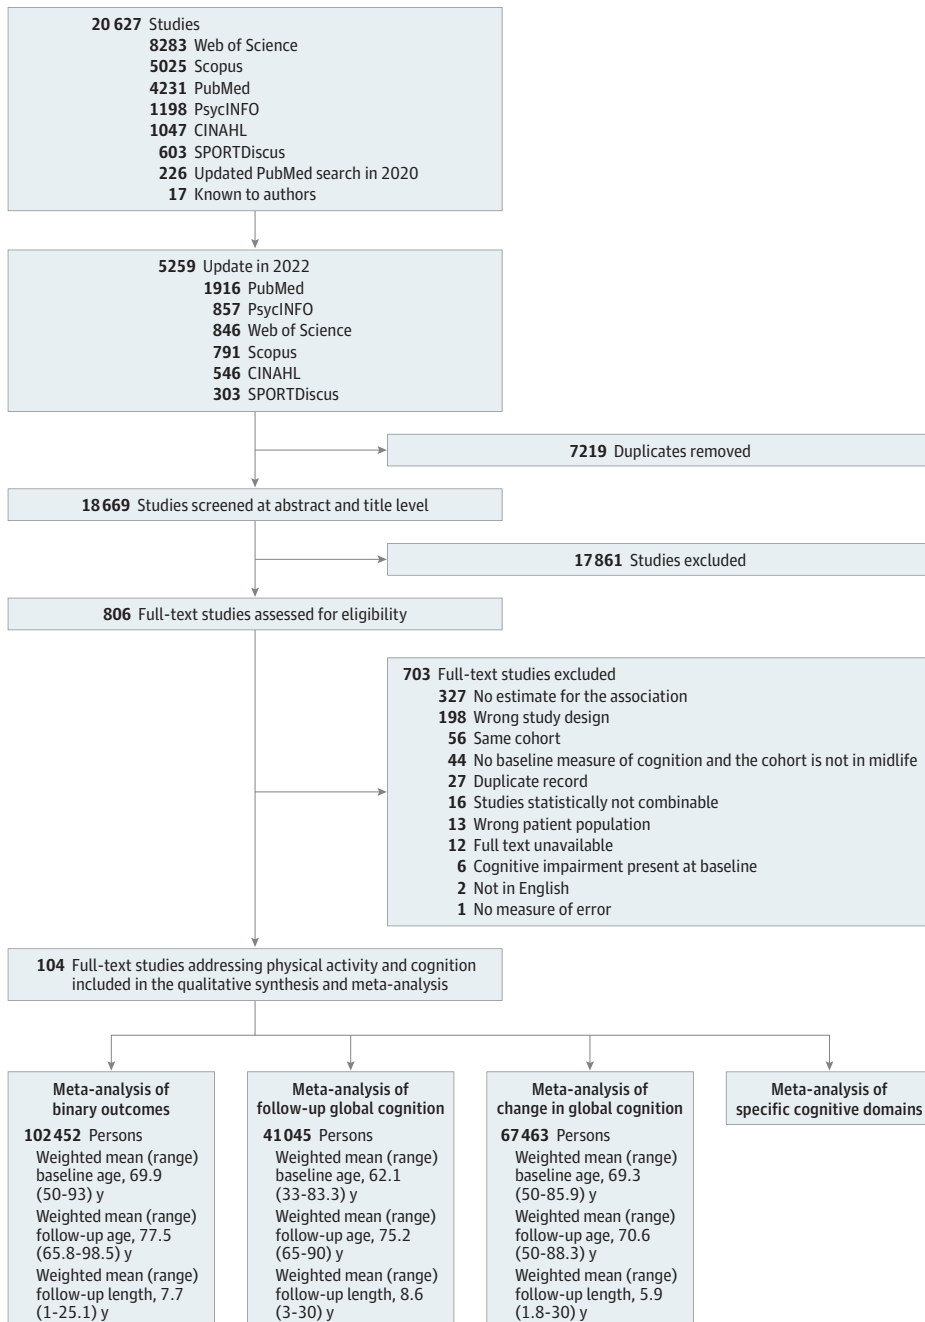 20 627 Studies
8283 Web of Science
5025 Scopus
4231 PubMed
1198 PsycINFO
1047 CINAHL
603 SPORTDiscus
226 Updated PubMed search in 2020
17 Known to authors
5259 Update in 2022
1916 PubMed
857 PsycINFO
846 Web of Science
791 Scopus
546 CINAHL
303 SPORTDiscus
7219 Duplicates removed
18 669 Studies screened at abstract and title level
17 861 Studies excluded
806 Full-text studies assessed for eligibility
703 Full-text studies excluded
327 No estimate for the association
198 Wrong study design
56 Same cohort
44 No baseline measure of cognition and the cohort is not in midlife
27 Duplicate record
16 Studies statistically not combinable
13 Wrong patient population
12 Full text unavailable
6 Cognitive impairment present at baseline
2 Not in English
1 No measure of error
104 Full-text studies addressing physical activity and cognition
included in the qualitative synthesis and meta-analysis
Meta-analysis of
binary outcomes
102 452 Persons
Weighted mean (range)
baseline age, 69.9
(50-93) y
Weighted mean (range)
follow-up age, 77.5
(65.8-98.5) y
Weighted mean (range)
follow-up length, 7.7
(1-25.1) y
Meta-analysis of
follow-up global cognition
41 045 Persons
Weighted mean (range)
baseline age, 62.1
(33-83.3) y
Weighted mean (range)
follow-up age, 75.2
(65-90) y
Weighted mean (range)
follow-up length, 8.6
(3-30) y
Meta-analysis of
change in global cognition
67 463 Persons
Weighted mean (range)
baseline age, 69.3
(50-85.9) y
Weighted mean (range)
follow-up age, 70.6
(50-88.3) y
Weighted mean (range)
follow-up length, 5.9
(1.8-30) y
Meta-analysis of
specific cognitive domains